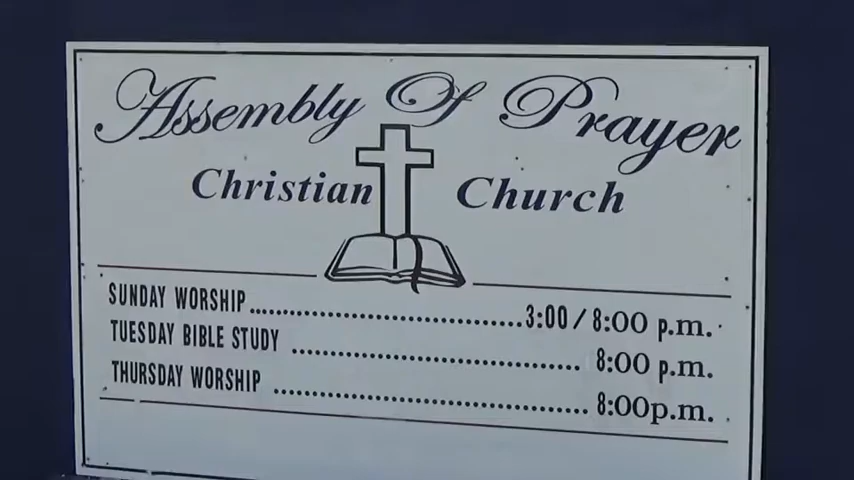 Assembly Of Prayer
Christian Church
SUNDAY WORSHIP..............................3:00/8:00 p.m.
TUESDAY BIBLE STUDY ..............................8:00 p.m.
THURSDAY WORSHIP ..............................8:00p.m.